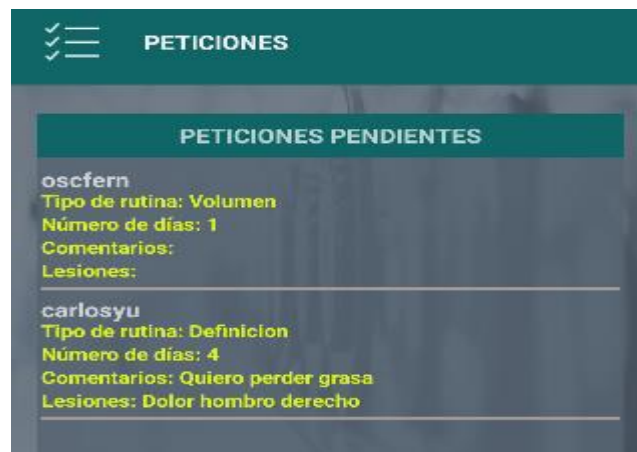 PETICIONES
PETICIONES PENDIENTES
oscfern
Tipo de rutina: Volumen
Número de días: 1
Comentarios:
Lesiones:
carlosyu
Tipo de rutina: Definicion
Número de días: 4
Comentarios: Quiero perder grasa
Lesiones: Dolor hombro derecho